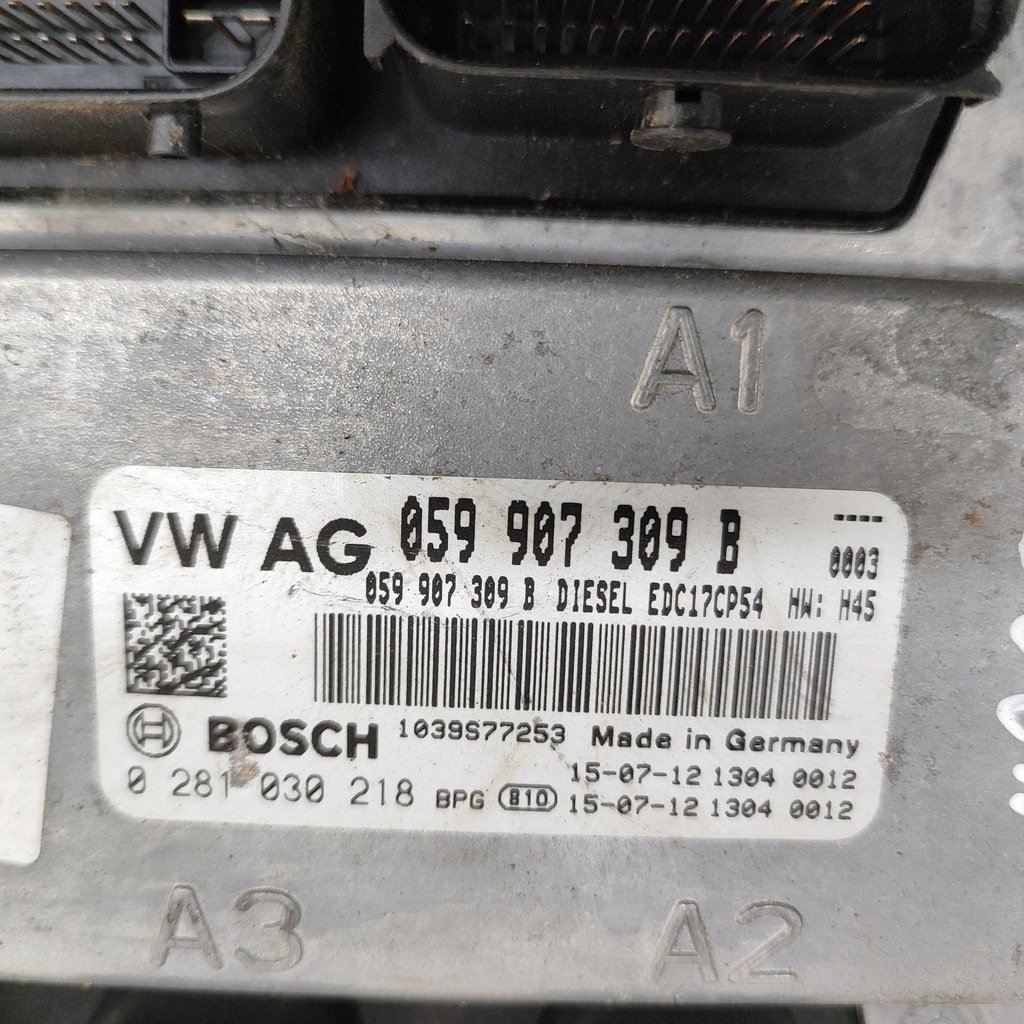 A1
VW AG 059 907 309 B ----
0003
059 907 309 B DIESEL EDC17CP54 HW: H45
BOSCH 1039S77253 Made in Germany
15-07-12 1304 0012
0 281 030 218 BPG 810 15-07-12 1304 0012
A3 A2